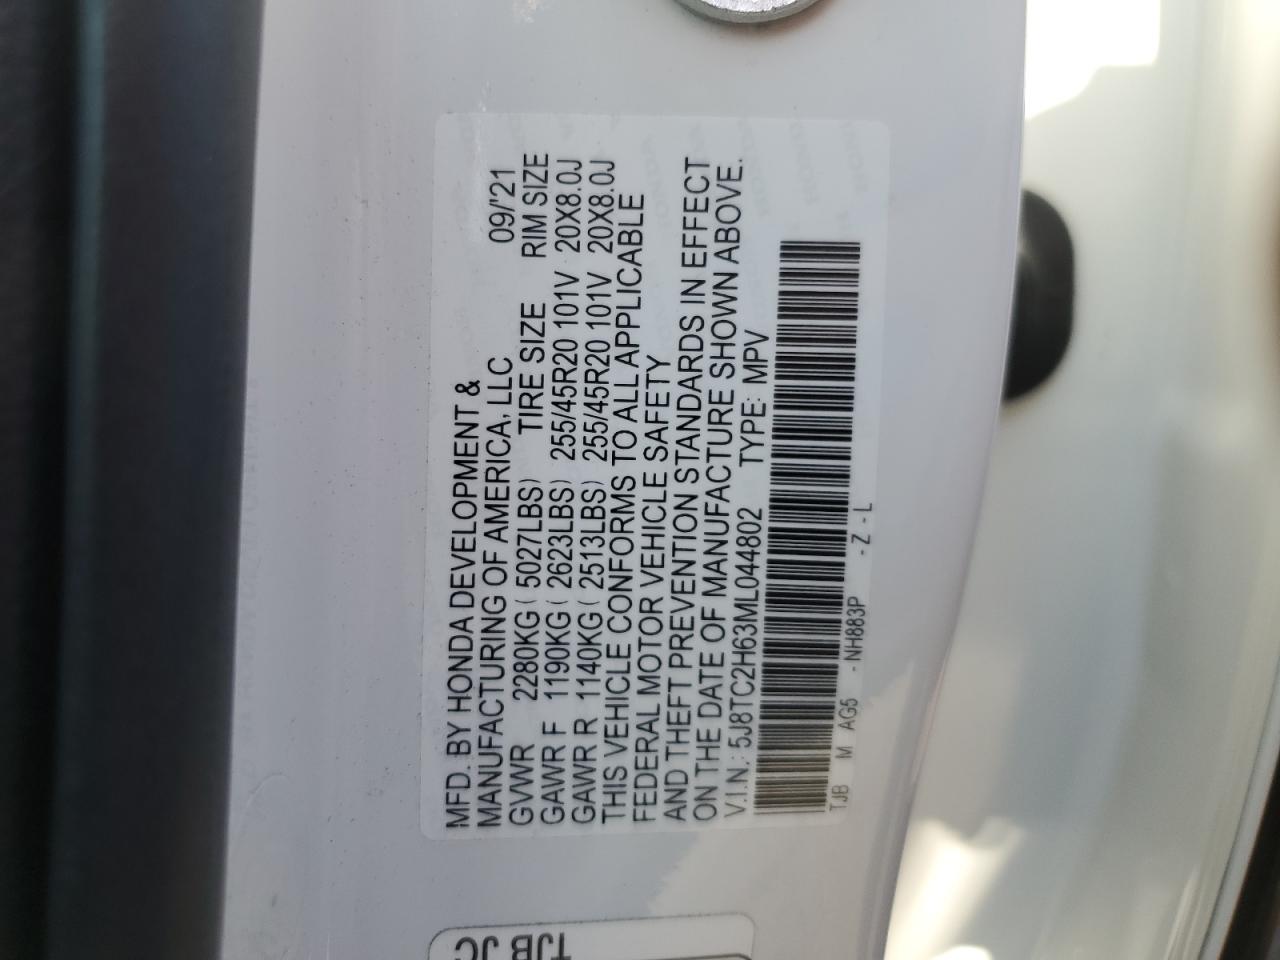 MFD. BY HONDA DEVELOPMENT &
MANUFACTURING OF AMERICA, LLC 09/'21
GVWR 2280KG ( 5027LBS) TIRE SIZE RIM SIZE
GAWR F 1190KG ( 2623LBS) 255/45R20 101V 20X8.0J
GAWR R 1140KG ( 2513LBS) 255/45R20 101V 20X8.0J
THIS VEHICLE CONFORMS TO ALL APPLICABLE
FEDERAL MOTOR VEHICLE SAFETY
AND THEFT PREVENTION STANDARDS IN EFFECT
ON THE DATE OF MANUFACTURE SHOWN ABOVE.
V.I.N.: 5J8TC2H63ML044802 TYPE: MPV
TJB M AG5 - NH883P - Z - L
TJB JC